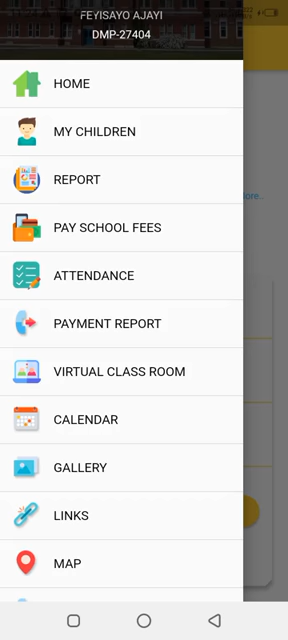 FEYISAYO AJAYI
DMP-27404
HOME
MY CHILDREN
REPORT
ore..
PAY SCHOOL FEES
ATTENDANCE
PAYMENT REPORT
VIRTUAL CLASS ROOM
CALENDAR
GALLERY
LINKS
MAP